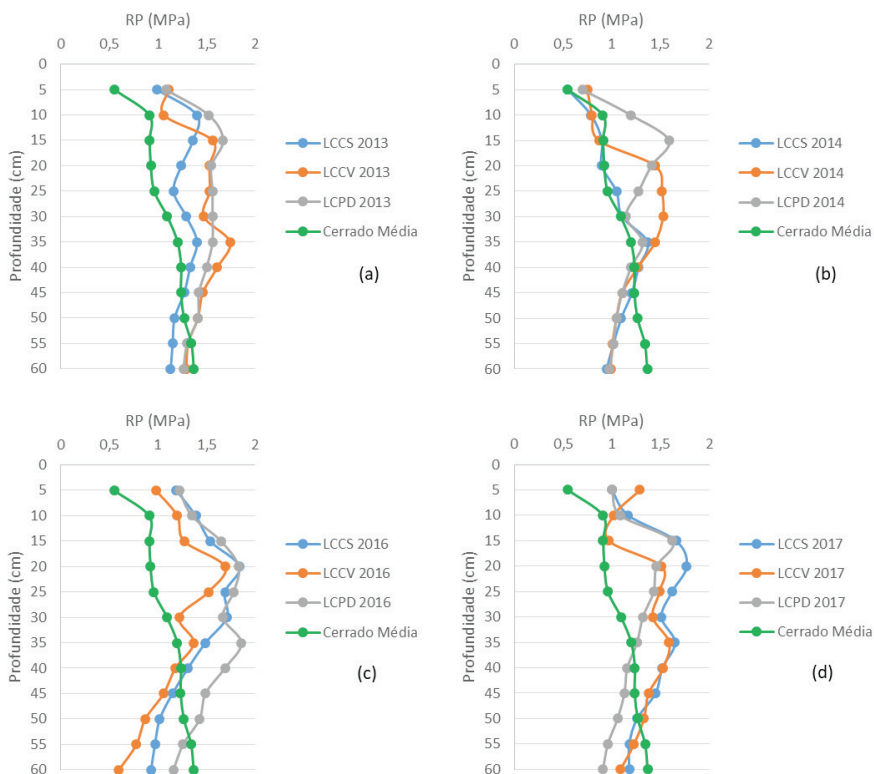 RP (MPa)
0 0,5 1 1,5 2
0
5
10
15
20
25
30
35
40
45
50
55
60
Profundidade (cm)
LCCS 2013
LCCV 2013
LCPD 2013
Cerrado Média
(a)
RP (MPa)
0 0,5 1 1,5 2
0
5
10
15
20
25
30
35
40
45
50
55
60
Profundidade (cm)
LCCS 2014
LCCV 2014
LCPD 2014
Cerrado Média
(b)
RP (MPa)
0 0,5 1 1,5 2
0
5
10
15
20
25
30
35
40
45
50
55
60
Profundidade (cm)
LCCS 2016
LCCV 2016
LCPD 2016
Cerrado Média
(c)
RP (MPa)
0 0,5 1 1,5 2
0
5
10
15
20
25
30
35
40
45
50
55
60
Profundidade (cm)
LCCS 2017
LCCV 2017
LCPD 2017
Cerrado Média
(d)